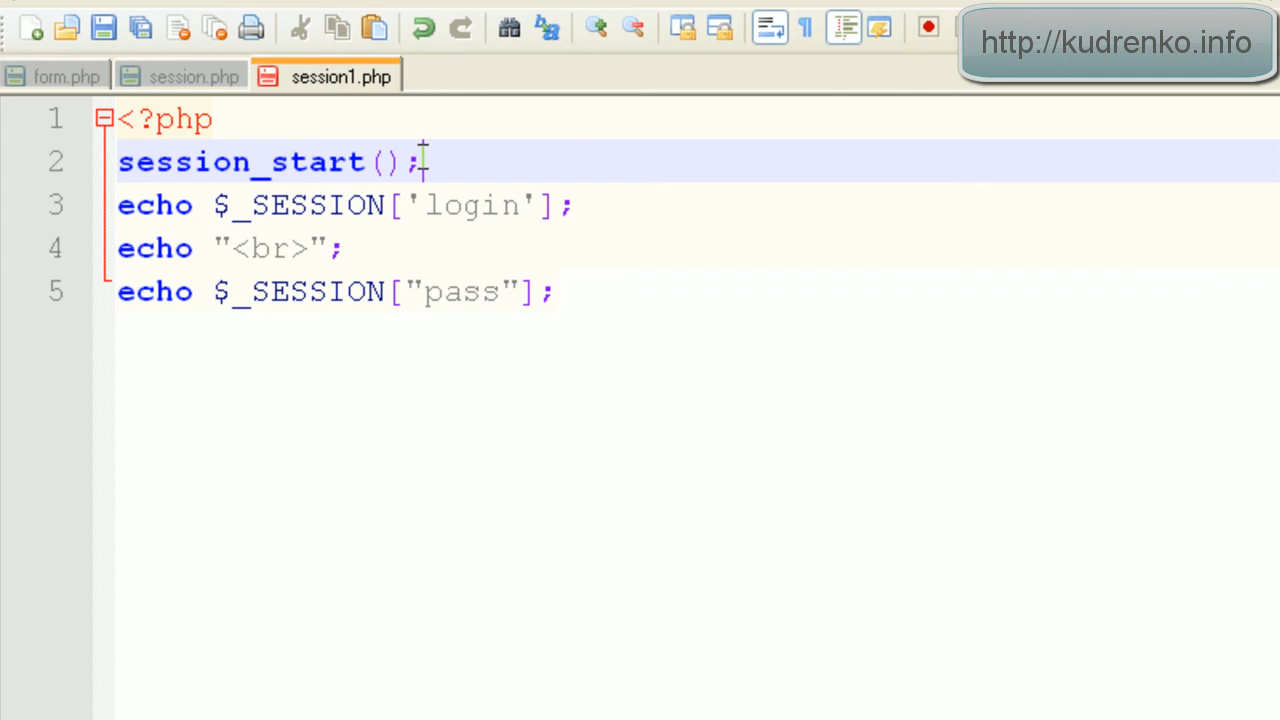 http://kudrenko.info
form.php session.php session1.php
1 <?php
2 session_start();
3 echo $_SESSION['login'];
4 echo "<br>";
5 echo $_SESSION["pass"];